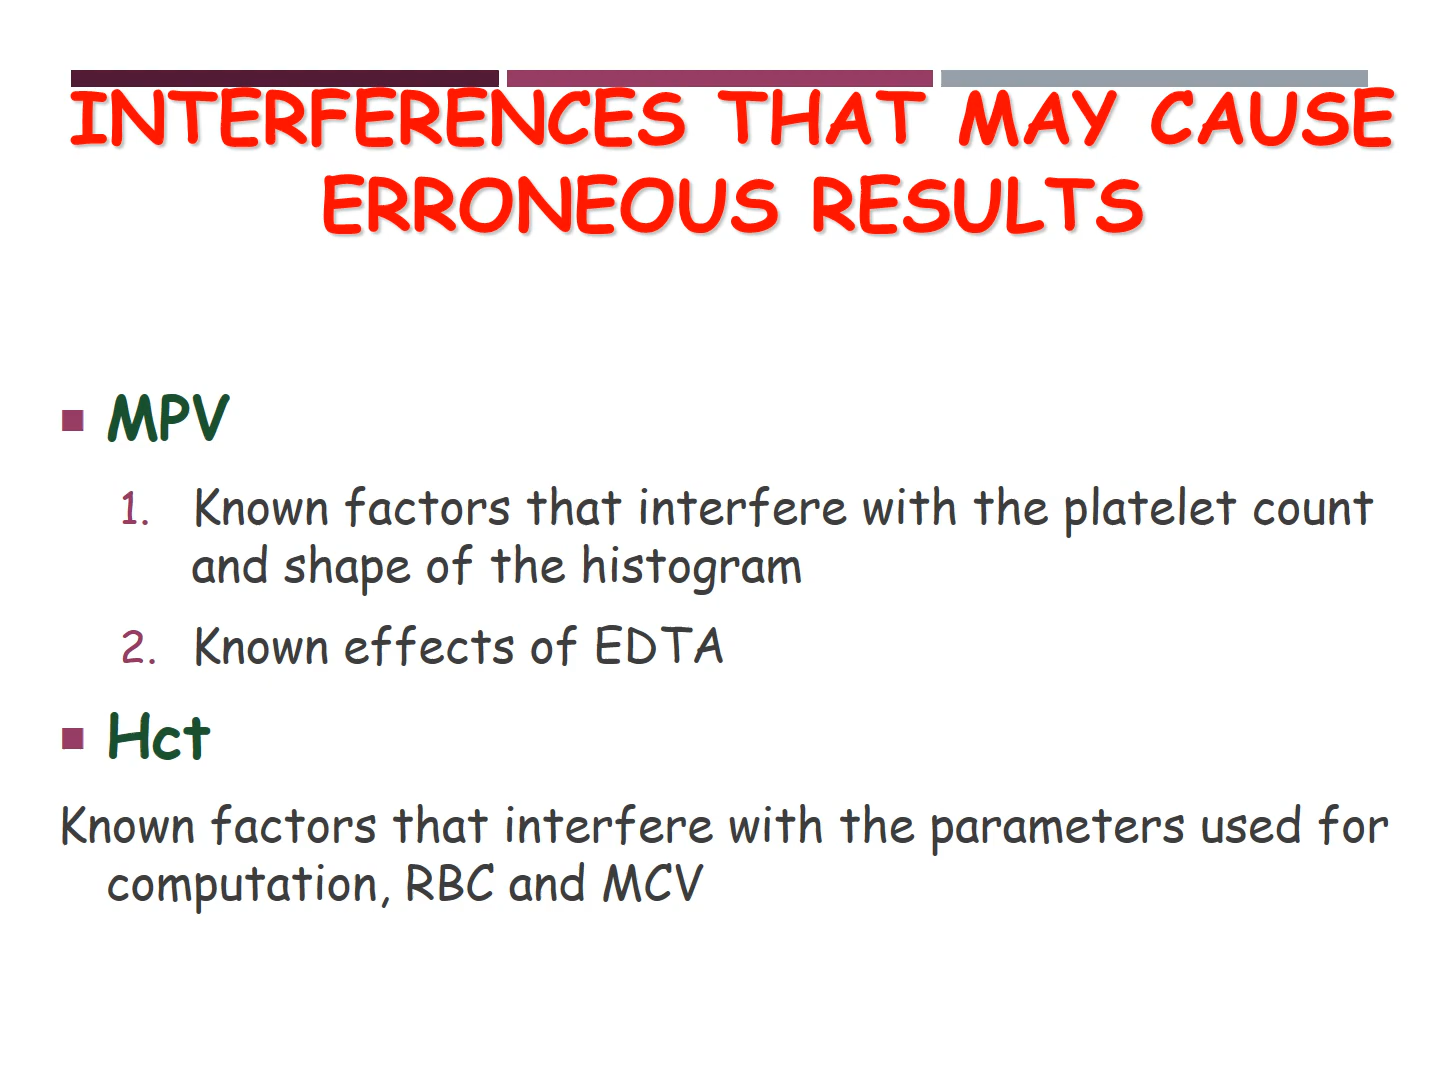 INTERFERENCES THAT MAY CAUSE
ERRONEOUS RESULTS
■ MPV
1. Known factors that interfere with the platelet count
and shape of the histogram
2. Known effects of EDTA
■ Hct
Known factors that interfere with the parameters used for
computation, RBC and MCV